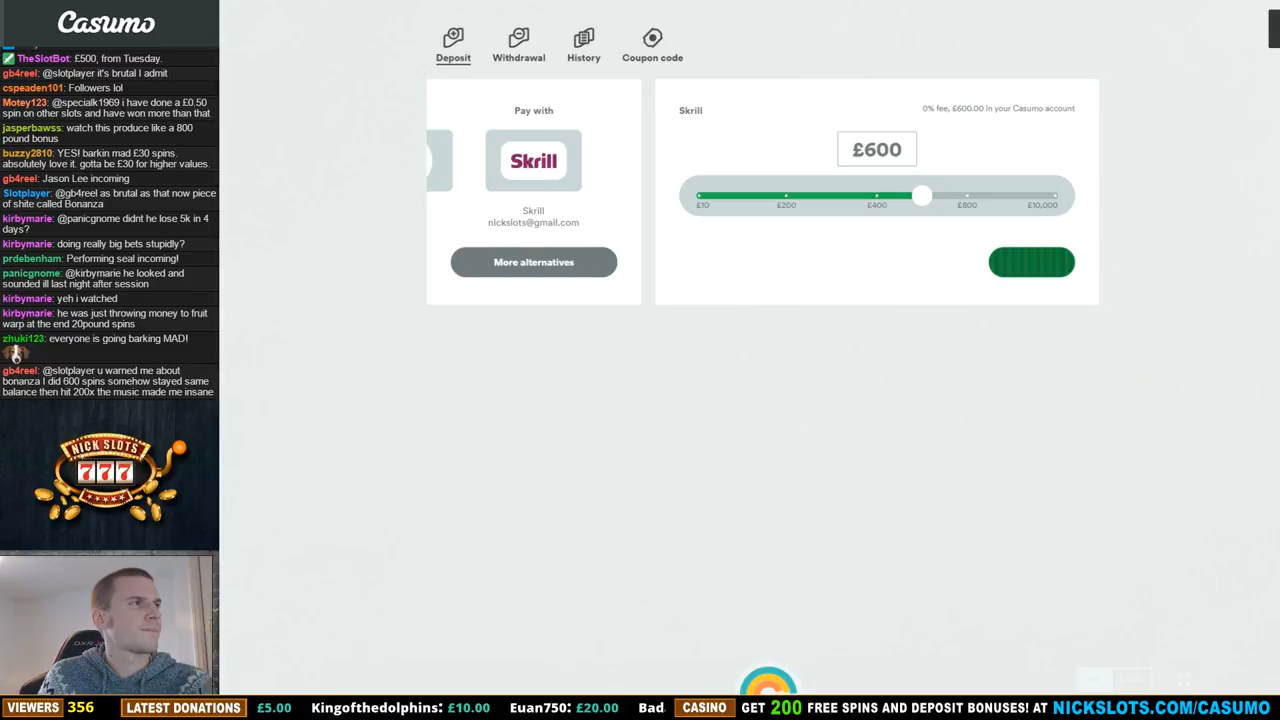 Casumo
TheSlotBot: £500, from Tuesday.
gb4reel: @slotplayer it's brutal I admit
cspeaden101: Followers lol
Motey123: @specialk1969 i have done a £0.50
spin on other slots and have won more than that
jasperbawss: watch this produce like a 800
pound bonus
buzzy2810: YES! barkin mad £30 spins.
absolutely love it. gotta be £30 for higher values.
gb4reel: Jason Lee incoming
Slotplayer: @gb4reel as brutal as that now piece
of shite called Bonanza
kirbymarie: @panicgnome didnt he lose 5k in 4
days?
kirbymarie: doing really big bets stupidly?
prdebenham: Performing seal incoming!
panicgnome: @kirbymarie he looked and
sounded ill last night after session
kirbymarie: yeh i watched
kirbymarie: he was just throwing money to fruit
warp at the end 20pound spins
zhuki123: everyone is going barking MAD!
gb4reel: @slotplayer u warned me about
bonanza I did 600 spins somehow stayed same
balance then hit 200x the music made me insane
NICK SLOTS
777
Deposit Withdrawal History Coupon code
Pay with
Skrill
Skrill
nickslots@gmail.com
More alternatives
Skrill
0% fee, £600.00 in your Casumo account
£600
£10 £200 £400 £800 £10,000
VIEWERS 356 LATEST DONATIONS £5.00 Kingofthedolphins: £10.00 Euan750: £20.00 Bad CASINO GET 200 FREE SPINS AND DEPOSIT BONUSES! AT NICKSLOTS.COM/CASUMO